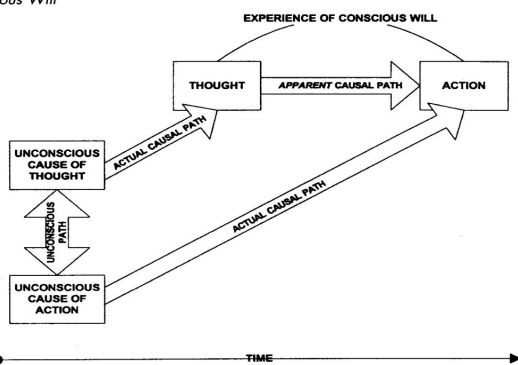 Will
EXPERIENCE OF CONSCIOUS WILL
THOUGHT
APPARENT CAUSAL PATH
ACTION
ACTUAL CAUSAL PATH
UNCONSCIOUS
CAUSE OF
THOUGHT
UNCONSCIOUS
PATH
ACTUAL CAUSAL PATH
UNCONSCIOUS
CAUSE OF
ACTION
TIME